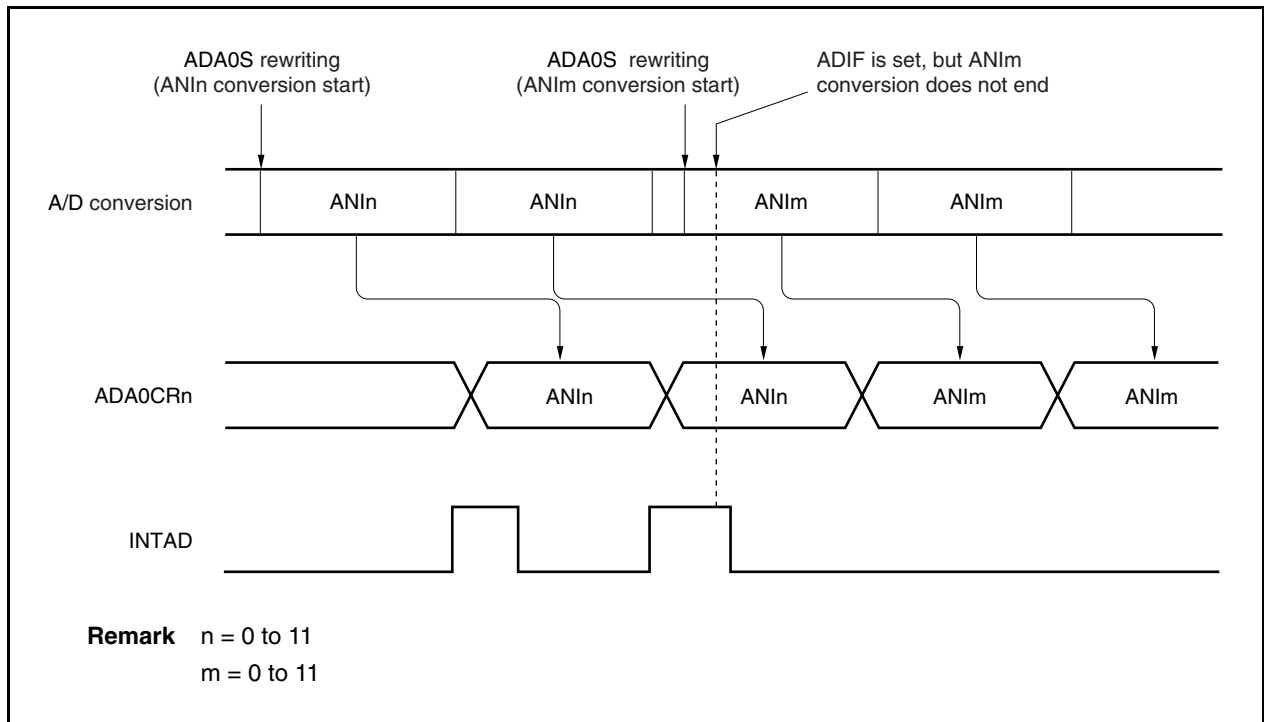 ADA0S rewriting
(ANIn conversion start)
ADA0S rewriting
(ANIm conversion start)
ADIF is set, but ANIm
conversion does not end
A/D conversion
ANIn
ANIn
ANIm
ANIm
ADA0CRn
ANIn
ANIn
ANIm
ANIm
INTAD
Remark n = 0 to 11
m = 0 to 11